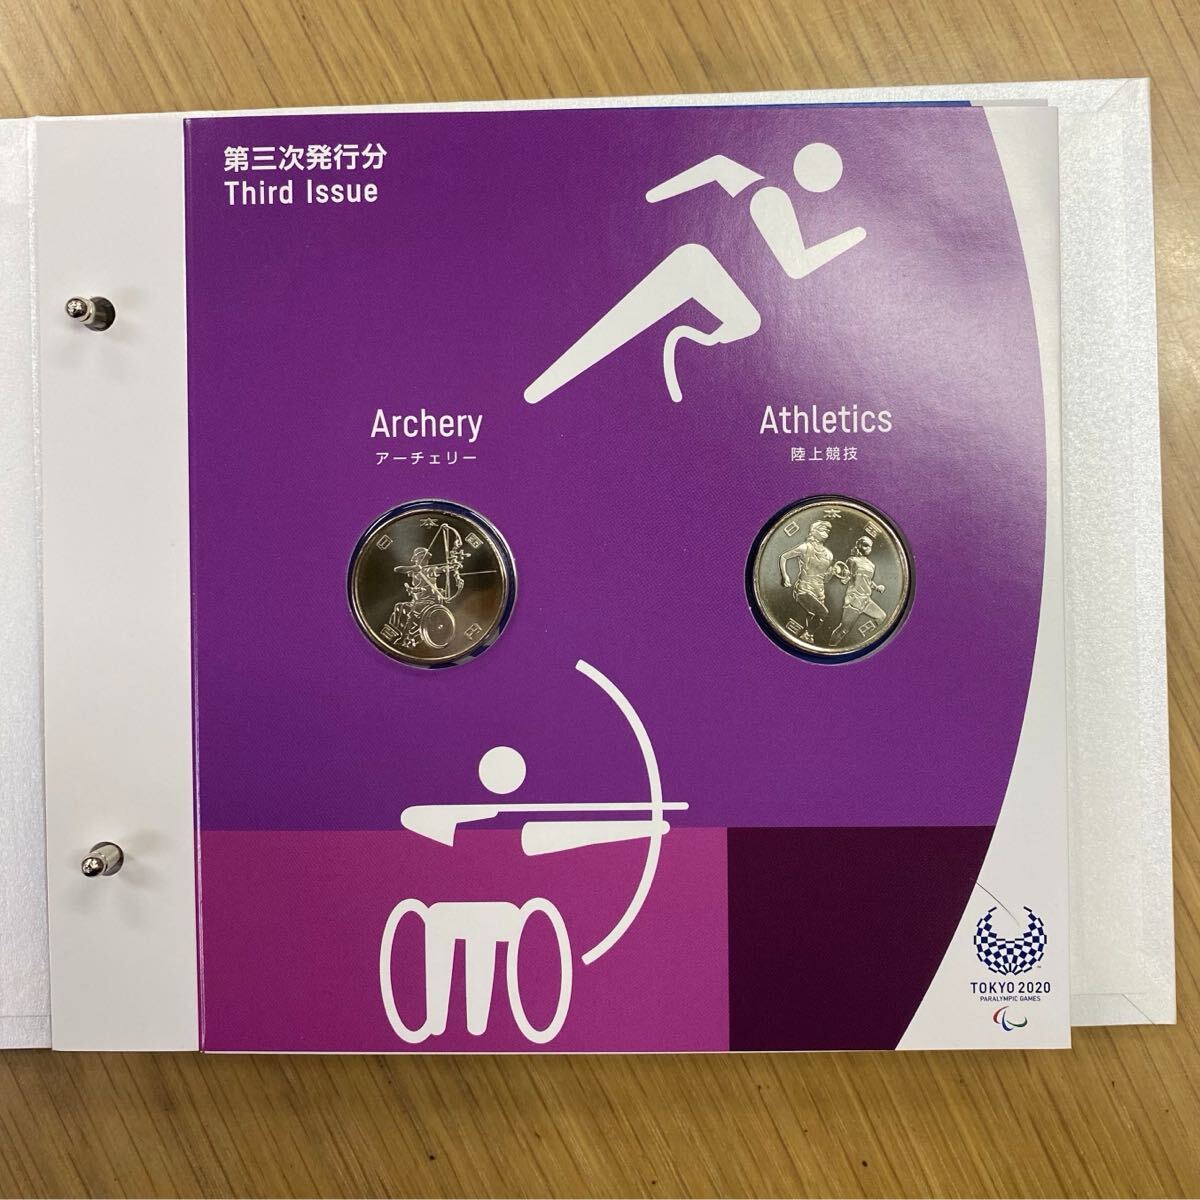 第三次発行分
Third Issue
Archery
アーチェリー
Athletics
陸上競技
日本国
百円
日本国
百円
TOKYO 2020
PARALYMPIC GAMES